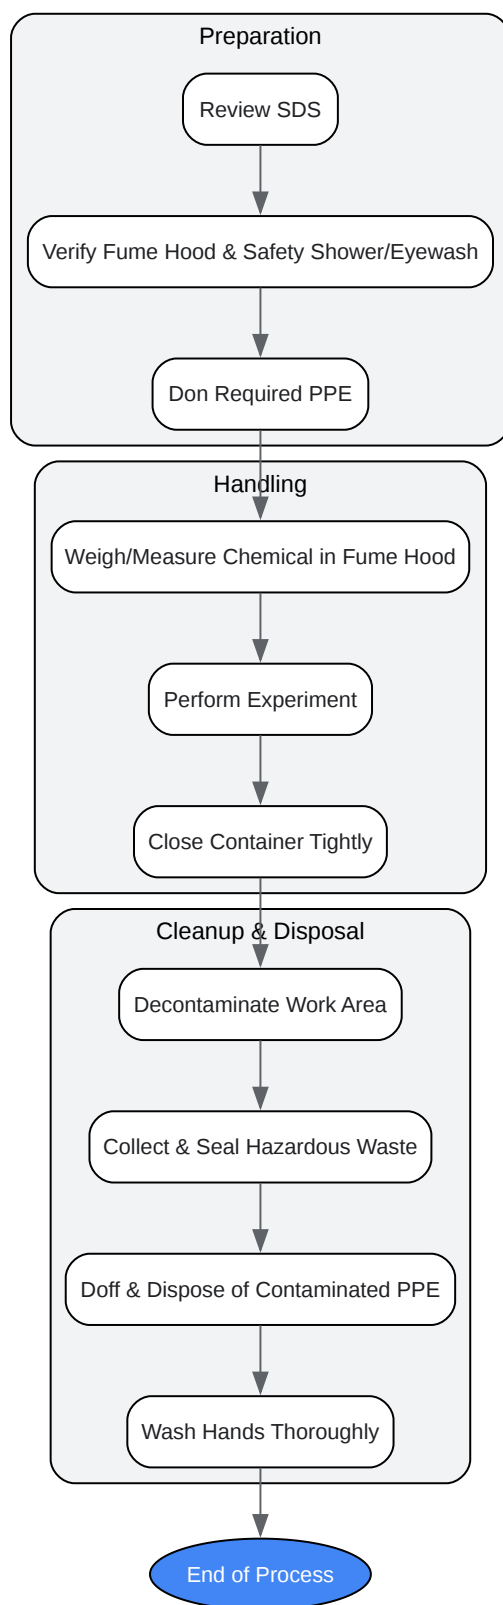 Preparation
Review SDS
Verify Fume Hood & Safety Shower/Eyewash
Don Required PPE
Handling
Weigh/Measure Chemical in Fume Hood
Perform Experiment
Close Container Tightly
Cleanup & Disposal
Decontaminate Work Area
Collect & Seal Hazardous Waste
Doff & Dispose of Contaminated PPE
Wash Hands Thoroughly
End of Process